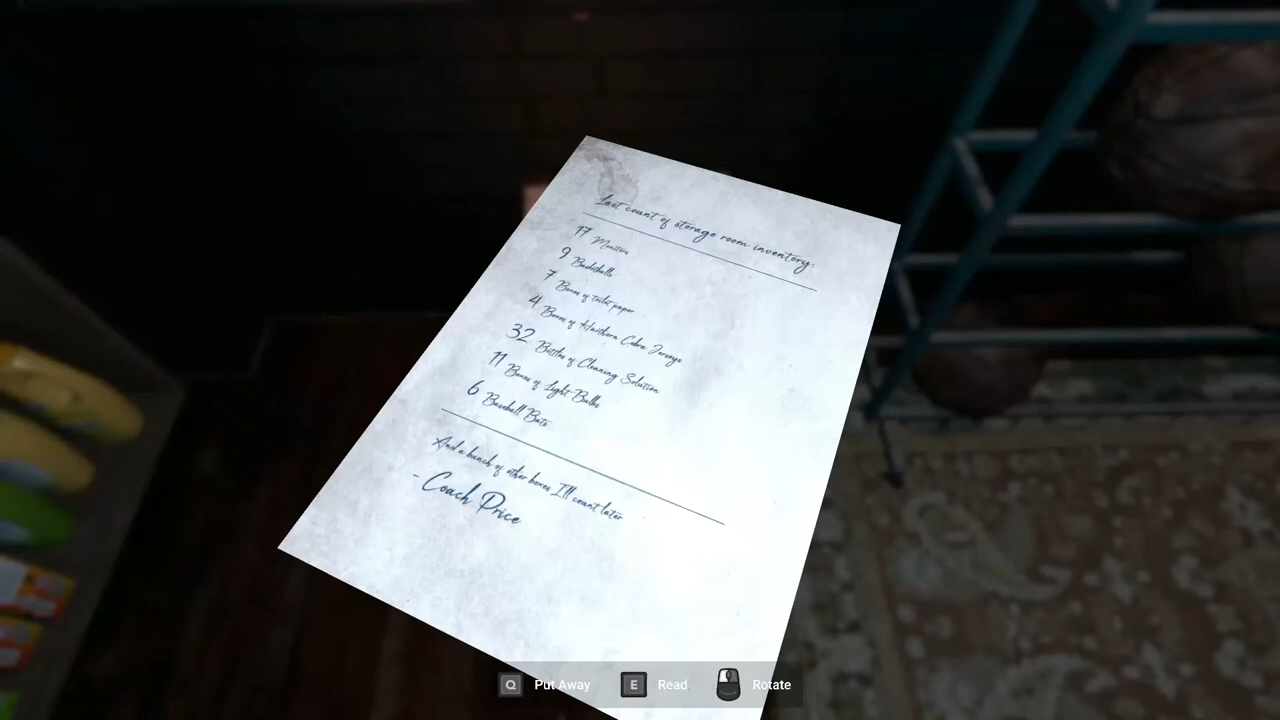 Last count of storage room inventory:
17 Monitors
9 Basketballs
7 Boxes of toilet paper
4 Boxes of Hawthorn Cobra Jerseys
32 Bottles of Cleaning Solution
11 Boxes of Light Bulbs
6 Baseball Bats
And a bunch of other boxes I'll count later
- Coach Price
Q Put Away E Read Rotate